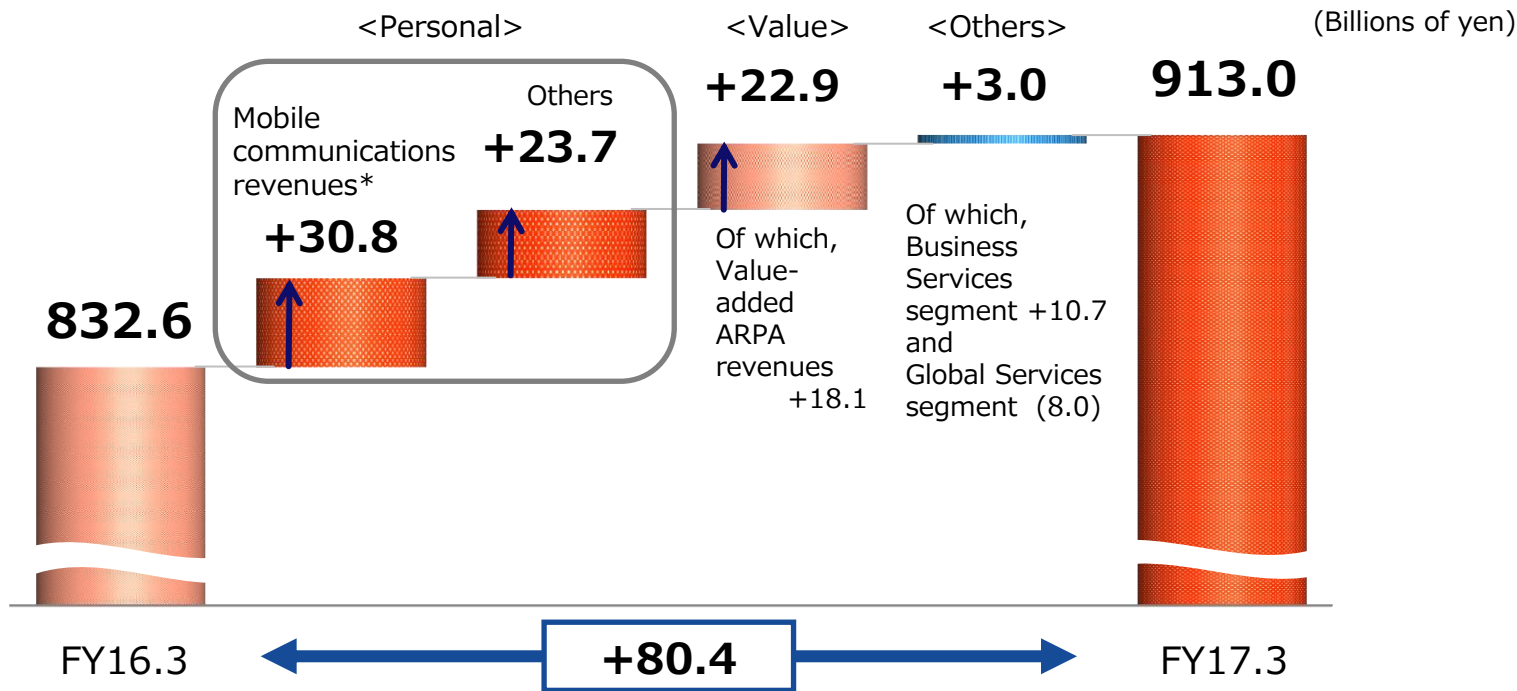 (Billions of yen)
<Personal>
<Value>
<Others>
Mobile
communications
revenues*
+30.8
Others
+23.7
+22.9
+3.0
913.0
832.6
Of which,
Value-
added
ARPA
revenues
+18.1
Of which,
Business
Services
segment +10.7
and
Global Services
segment (8.0)
FY16.3
+80.4
FY17.3